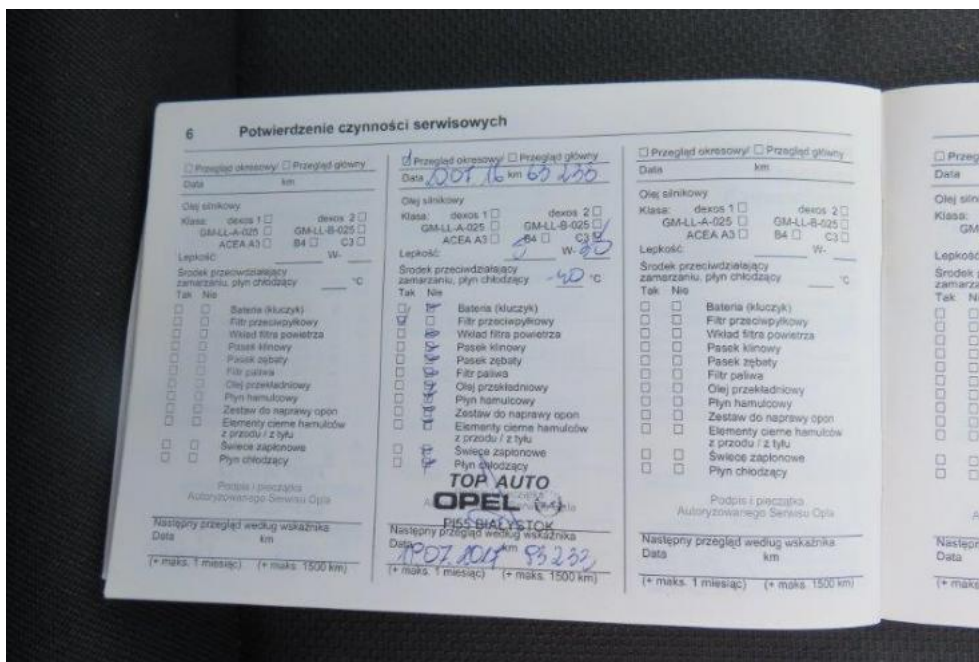 6 Potwierdzenie czynności serwisowych
☐ Przegląd okresowy/ ☐ Przegląd główny
Data km
Olej silnikowy
Klasa: dexos 1 ☐ dexos 2 ☐
GM-LL-A-025 ☐ GM-LL-B-025 ☐
ACEA A3 ☐ B4 ☐ C3 ☐
Lepkość: W-
Środek przeciwdziałający
zamarzaniu, płyn chłodzący °C
Tak Nie
☐ ☐ Bateria (kluczyk)
☐ ☐ Filtr przeciwpyłkowy
☐ ☐ Wkład filtra powietrza
☐ ☐ Pasek klinowy
☐ ☐ Pasek zębaty
☐ ☐ Filtr paliwa
☐ ☐ Olej przekładniowy
☐ ☐ Płyn hamulcowy
☐ ☐ Zestaw do naprawy opon
☐ ☐ Elementy cierne hamulców
z przodu / z tyłu
☐ ☐ Świece zapłonowe
☐ ☐ Płyn chłodzący
Podpis i pieczątka
Autoryzowanego Serwisu Opla
Następny przegląd według wskaźnika
Data km
(+ maks. 1 miesiąc) (+ maks. 1500 km)
☑ Przegląd okresowy/ ☐ Przegląd główny
Data 16 km 63 233
Olej silnikowy
Klasa: dexos 1 ☐ dexos 2 ☐
GM-LL-A-025 ☐ GM-LL-B-025 ☐
ACEA A3 ☐ B4 ☐ C3 ☑
Lepkość: W-
Środek przeciwdziałający
zamarzaniu, płyn chłodzący -40 °C
Tak Nie
☐ ☑ Bateria (kluczyk)
☑ ☐ Filtr przeciwpyłkowy
☐ ☑ Wkład filtra powietrza
☐ ☑ Pasek klinowy
☐ ☑ Pasek zębaty
☐ ☑ Filtr paliwa
☐ ☑ Olej przekładniowy
☐ ☑ Płyn hamulcowy
☐ ☑ Zestaw do naprawy opon
☐ ☑ Elementy cierne hamulców
z przodu / z tyłu
☐ ☑ Świece zapłonowe
☐ ☑ Płyn chłodzący
TOP AUTO
OPEL
PI55 BIAŁYSTOK
Następny przegląd według wskaźnika
Data 07.2017 km 93 233
(+ maks. 1 miesiąc) (+ maks. 1500 km)
☐ Przegląd okresowy/ ☐ Przegląd główny
Data km
Olej silnikowy
Klasa: dexos 1 ☐ dexos 2 ☐
GM-LL-A-025 ☐ GM-LL-B-025 ☐
ACEA A3 ☐ B4 ☐ C3 ☐
Lepkość: W-
Środek przeciwdziałający
zamarzaniu, płyn chłodzący °C
Tak Nie
☐ ☐ Bateria (kluczyk)
☐ ☐ Filtr przeciwpyłkowy
☐ ☐ Wkład filtra powietrza
☐ ☐ Pasek klinowy
☐ ☐ Pasek zębaty
☐ ☐ Filtr paliwa
☐ ☐ Olej przekładniowy
☐ ☐ Płyn hamulcowy
☐ ☐ Zestaw do naprawy opon
☐ ☐ Elementy cierne hamulców
z przodu / z tyłu
☐ ☐ Świece zapłonowe
☐ ☐ Płyn chłodzący
Podpis i pieczątka
Autoryzowanego Serwisu Opla
Następny przegląd według wskaźnika
Data km
(+ maks. 1 miesiąc) (+ maks. 1500 km)
Data
Klasa:
Data